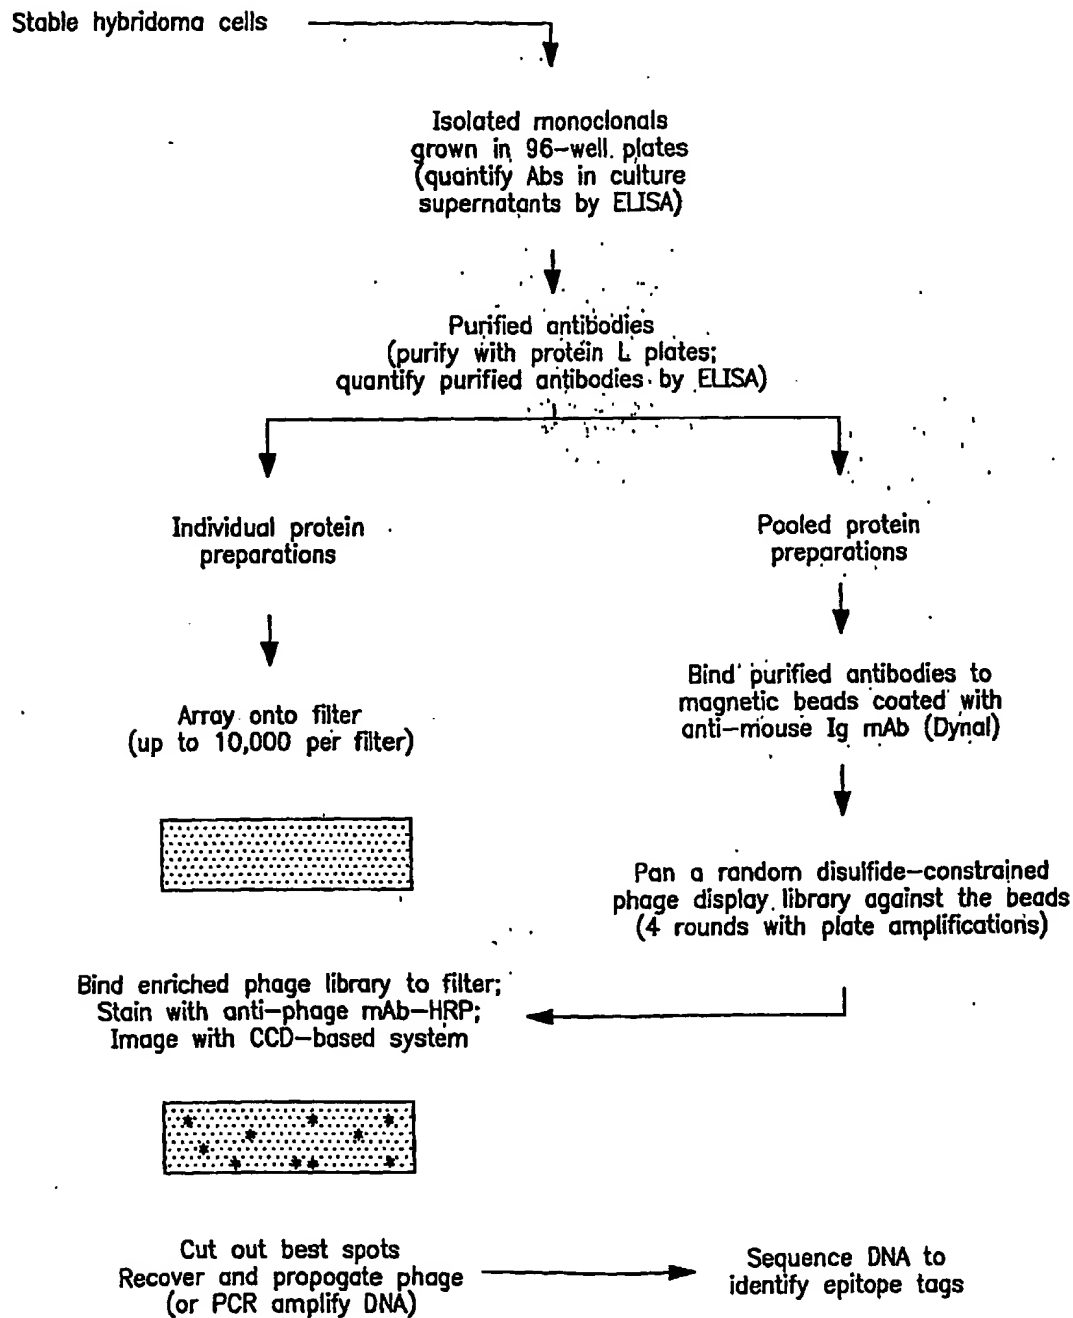 Stable hybridoma cells
Isolated monoclonals
grown in 96-well plates
(quantify Abs in culture
supernatants by ELISA)
Purified antibodies
(purify with protein L plates;
quantify purified antibodies by ELISA)
Individual protein
preparations
Array onto filter
(up to 10,000 per filter)
Pooled protein
preparations
Bind purified antibodies to
magnetic beads coated with
anti-mouse Ig mAb (Dynal)
Pan a random disulfide-constrained
phage display library against the beads
(4 rounds with plate amplifications)
Bind enriched phage library to filter;
Stain with anti-phage mAb-HRP;
Image with CCD-based system
Cut out best spots
Recover and propogate phage
(or PCR amplify DNA)
Sequence DNA to
identify epitope tags